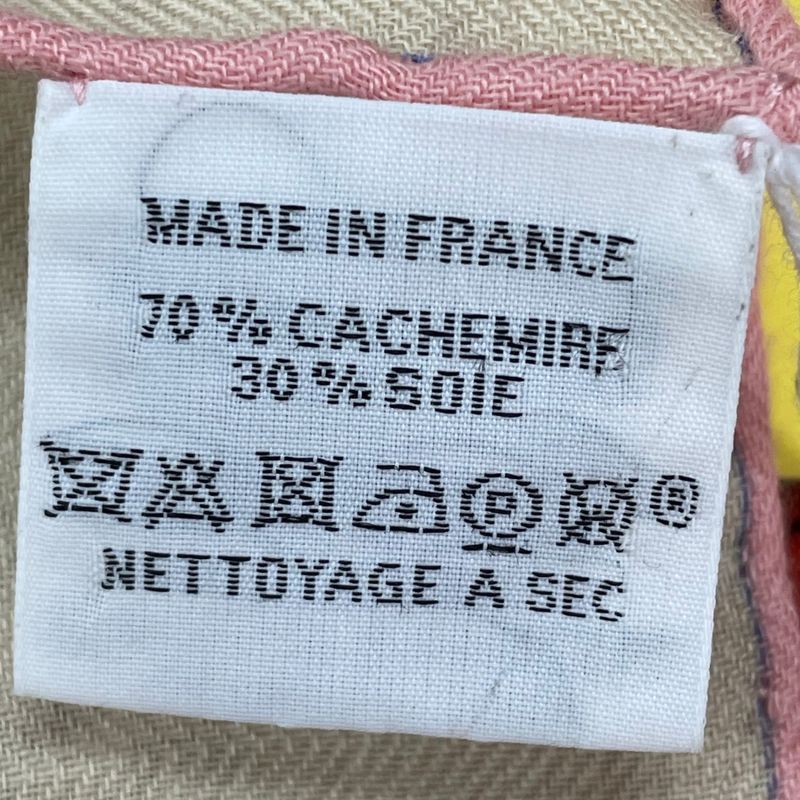 MADE IN FRANCE
70% CACHEMIRE
30% SOIE
P ®
NETTOYAGE A SEC